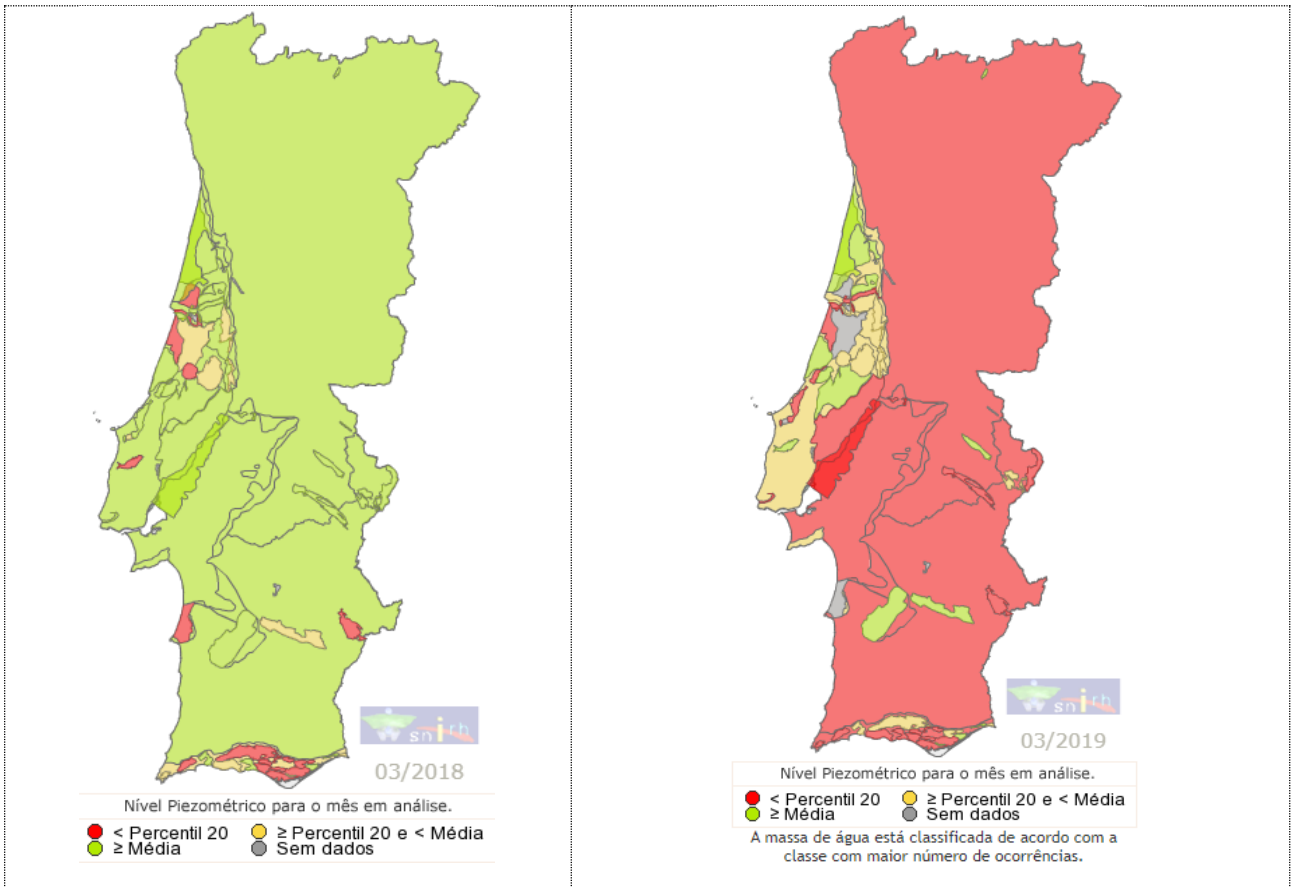 snirh
03/2018
Nível Piezométrico para o mês em análise.
< Percentil 20
≥ Percentil 20 e < Média
≥ Média
Sem dados
snirh
03/2019
Nível Piezométrico para o mês em análise.
< Percentil 20
≥ Percentil 20 e < Média
≥ Média
Sem dados
A massa de água está classificada de acordo com a
classe com maior número de ocorrências.